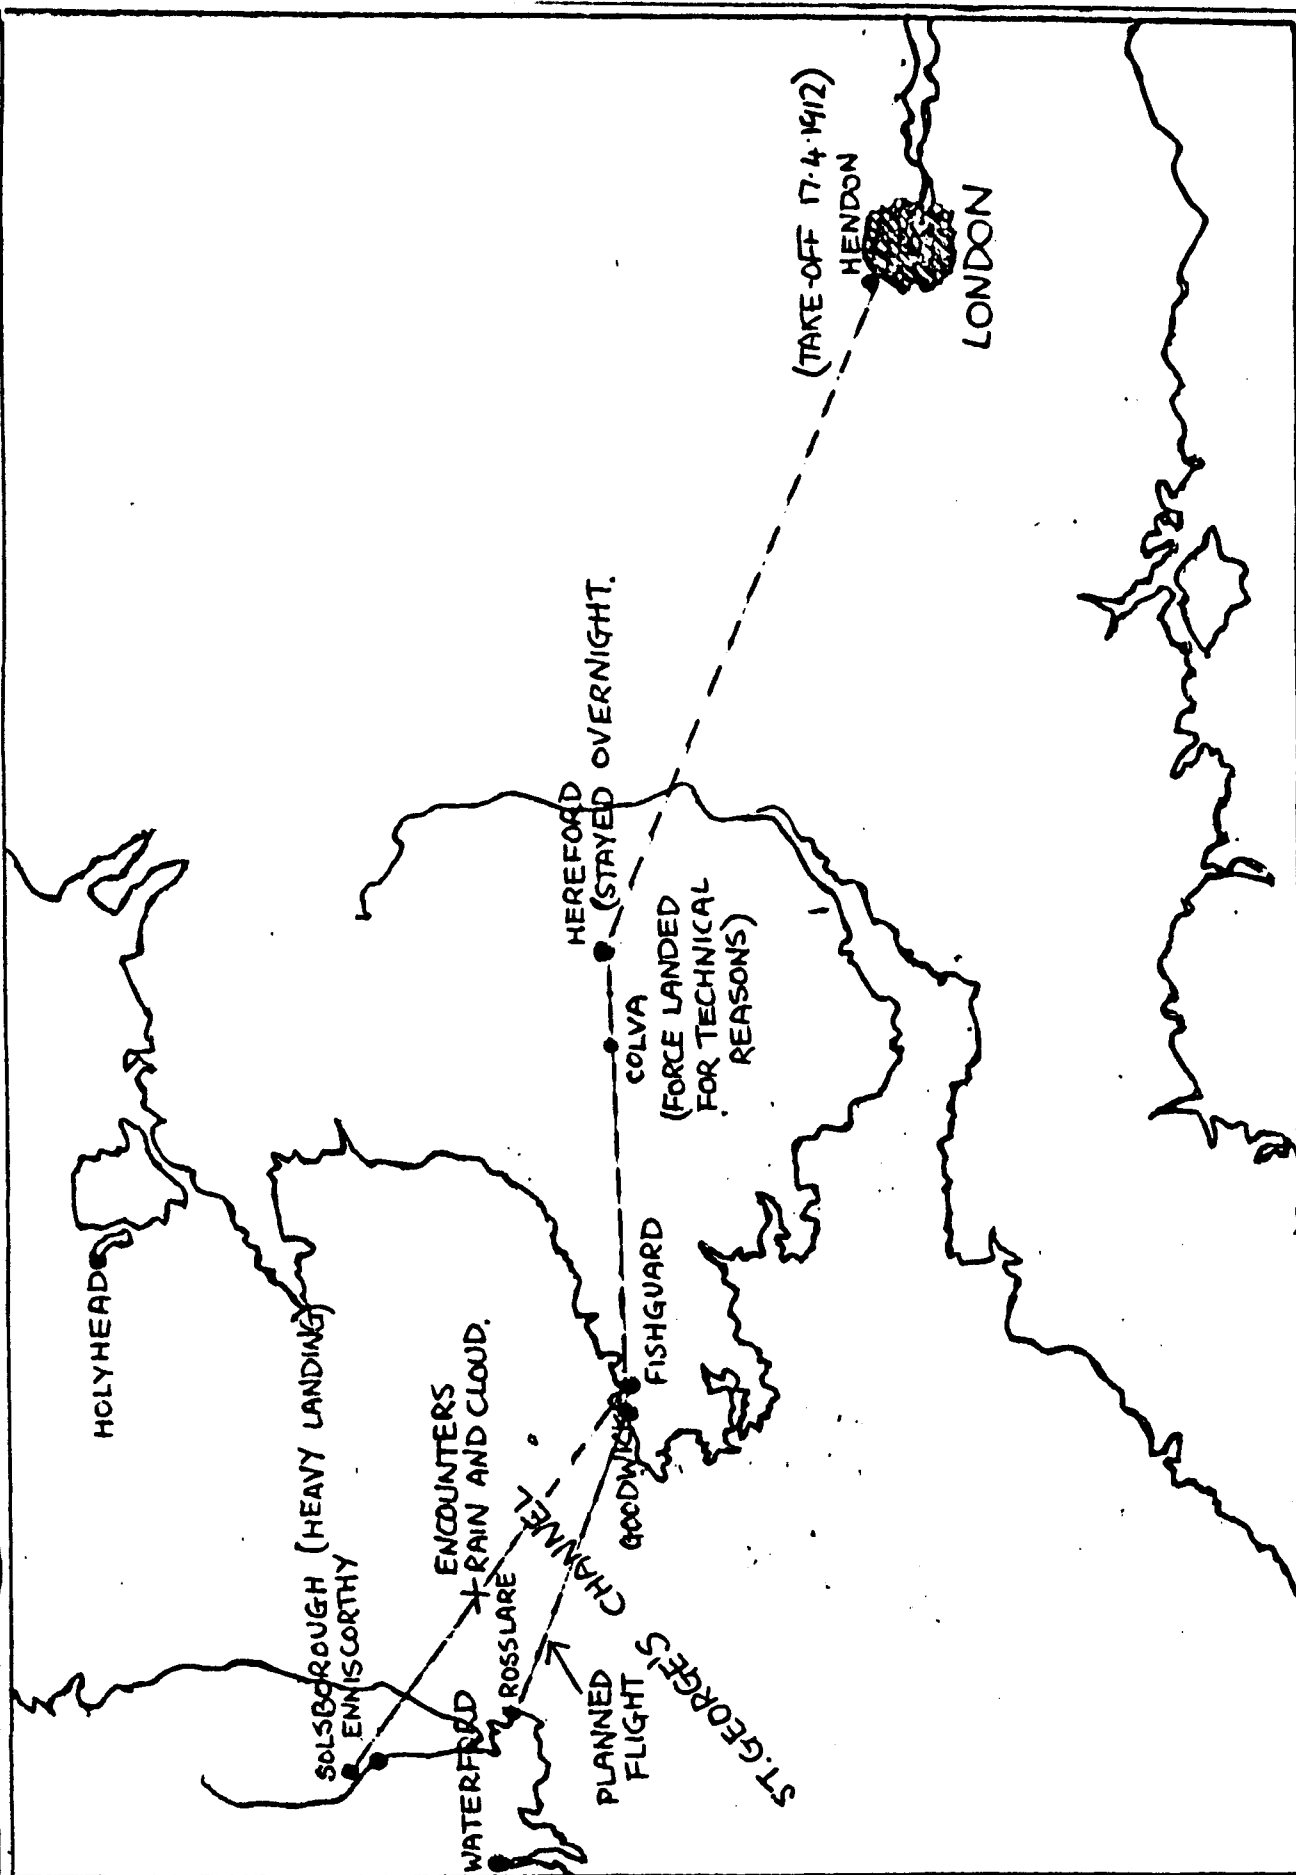 HOLYHEAD
SOLSBOROUGH (HEAVY LANDING)
ENNISCORTHY
ENCOUNTERS
RAIN AND CLOUD.
WATERFORD
ROSSLARE
PLANNED
FLIGHT
ST. GEORGE'S
CHANNEL
GOODWICK
FISHGUARD
COLVA
(FORCE LANDED
FOR TECHNICAL
REASONS)
HEREFORD
(STAYED OVERNIGHT.
(TAKE-OFF 17.4.1912)
HENDON
LONDON